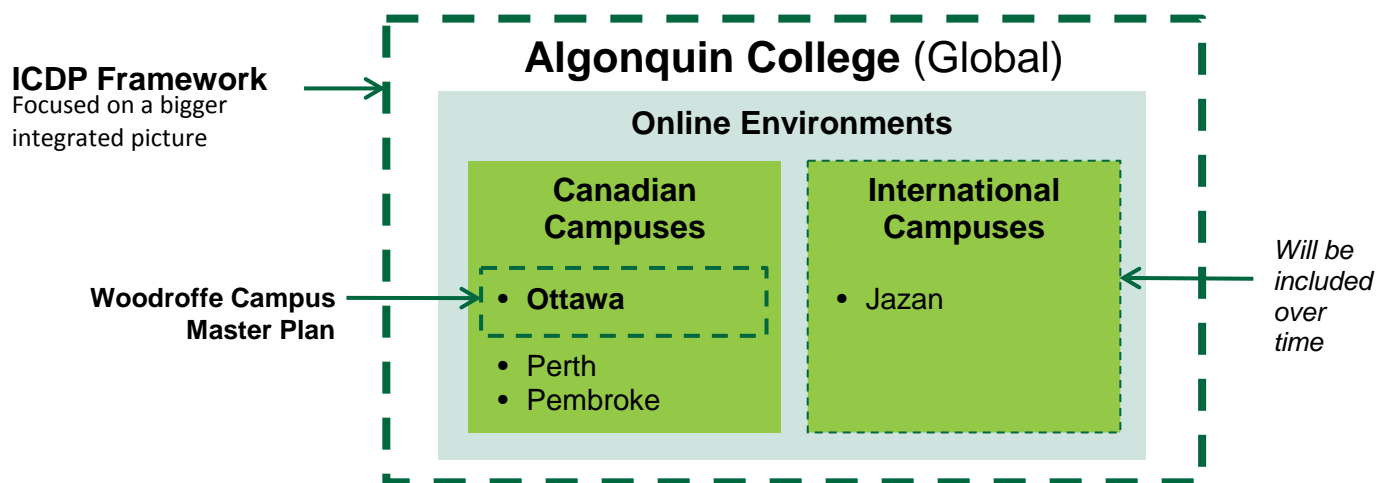 Algonquin College (Global)
ICDP Framework
Focused on a bigger
integrated picture
Online Environments
Canadian
Campuses
• Ottawa
• Perth
• Pembroke
International
Campuses
• Jazan
Woodroffe Campus
Master Plan
Will be
included
over
time